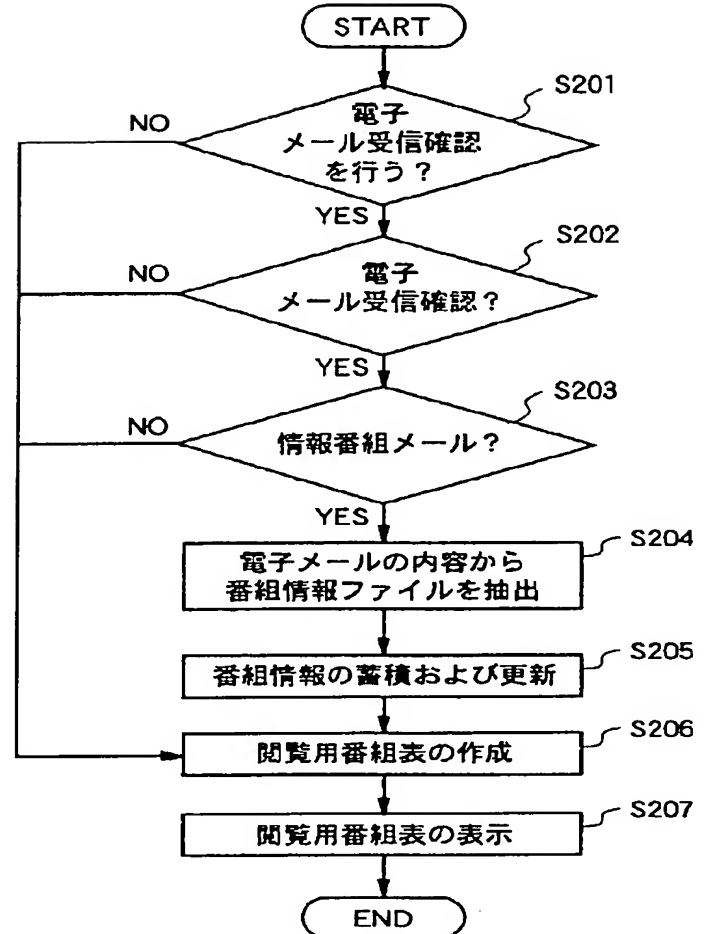 START
S201
電子
メール受信確認
を行う?
NO
YES
S202
電子
メール受信確認?
NO
YES
S203
情報番組メール?
NO
YES
S204
電子メールの内容から
番組情報ファイルを抽出
S205
番組情報の蓄積および更新
S206
閲覧用番組表の作成
S207
閲覧用番組表の表示
END